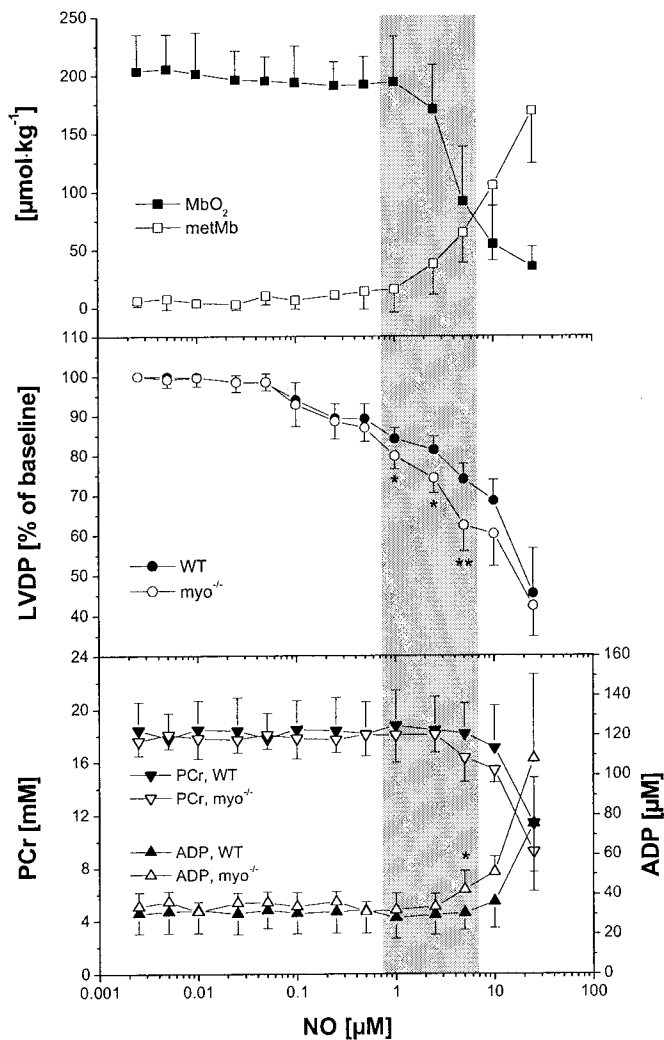 250
200
150
100
50
0
[µmol·kg⁻¹]
MbO₂
metMb
110
100
90
80
70
60
50
40
24
LVDP [% of baseline]
*
*
**
WT
myo⁻/⁻
20
16
12
8
4
0
PCr [mM]
PCr, WT
PCr, myo⁻/⁻
ADP, WT
ADP, myo⁻/⁻
*
160
140
120
100
80
60
40
20
0
ADP [µM]
0.001 0.01 0.1 1 10 100
NO [µM]